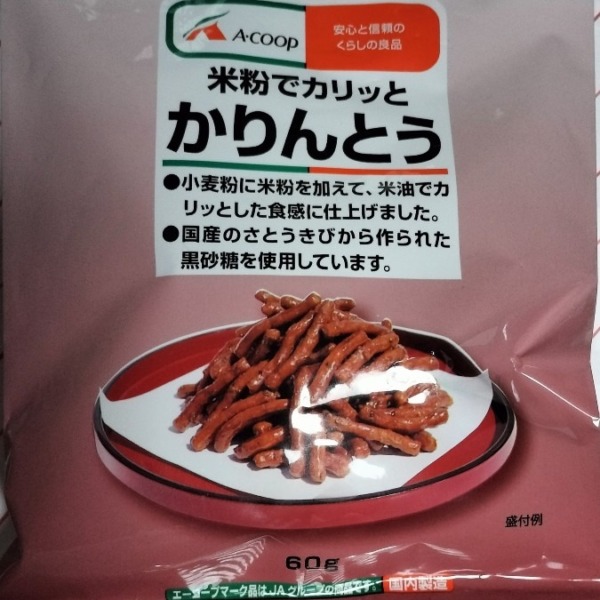 A·COOP
安心と信頼の
くらしの良品
米粉でカリッと
かりんとう
●小麦粉に米粉を加えて、米油でカ
リッとした食感に仕上げました。
●国産のさとうきびから作られた
黒砂糖を使用しています。
盛付例
60g
エーコープマーク品はJAグループの商品です。
国内製造